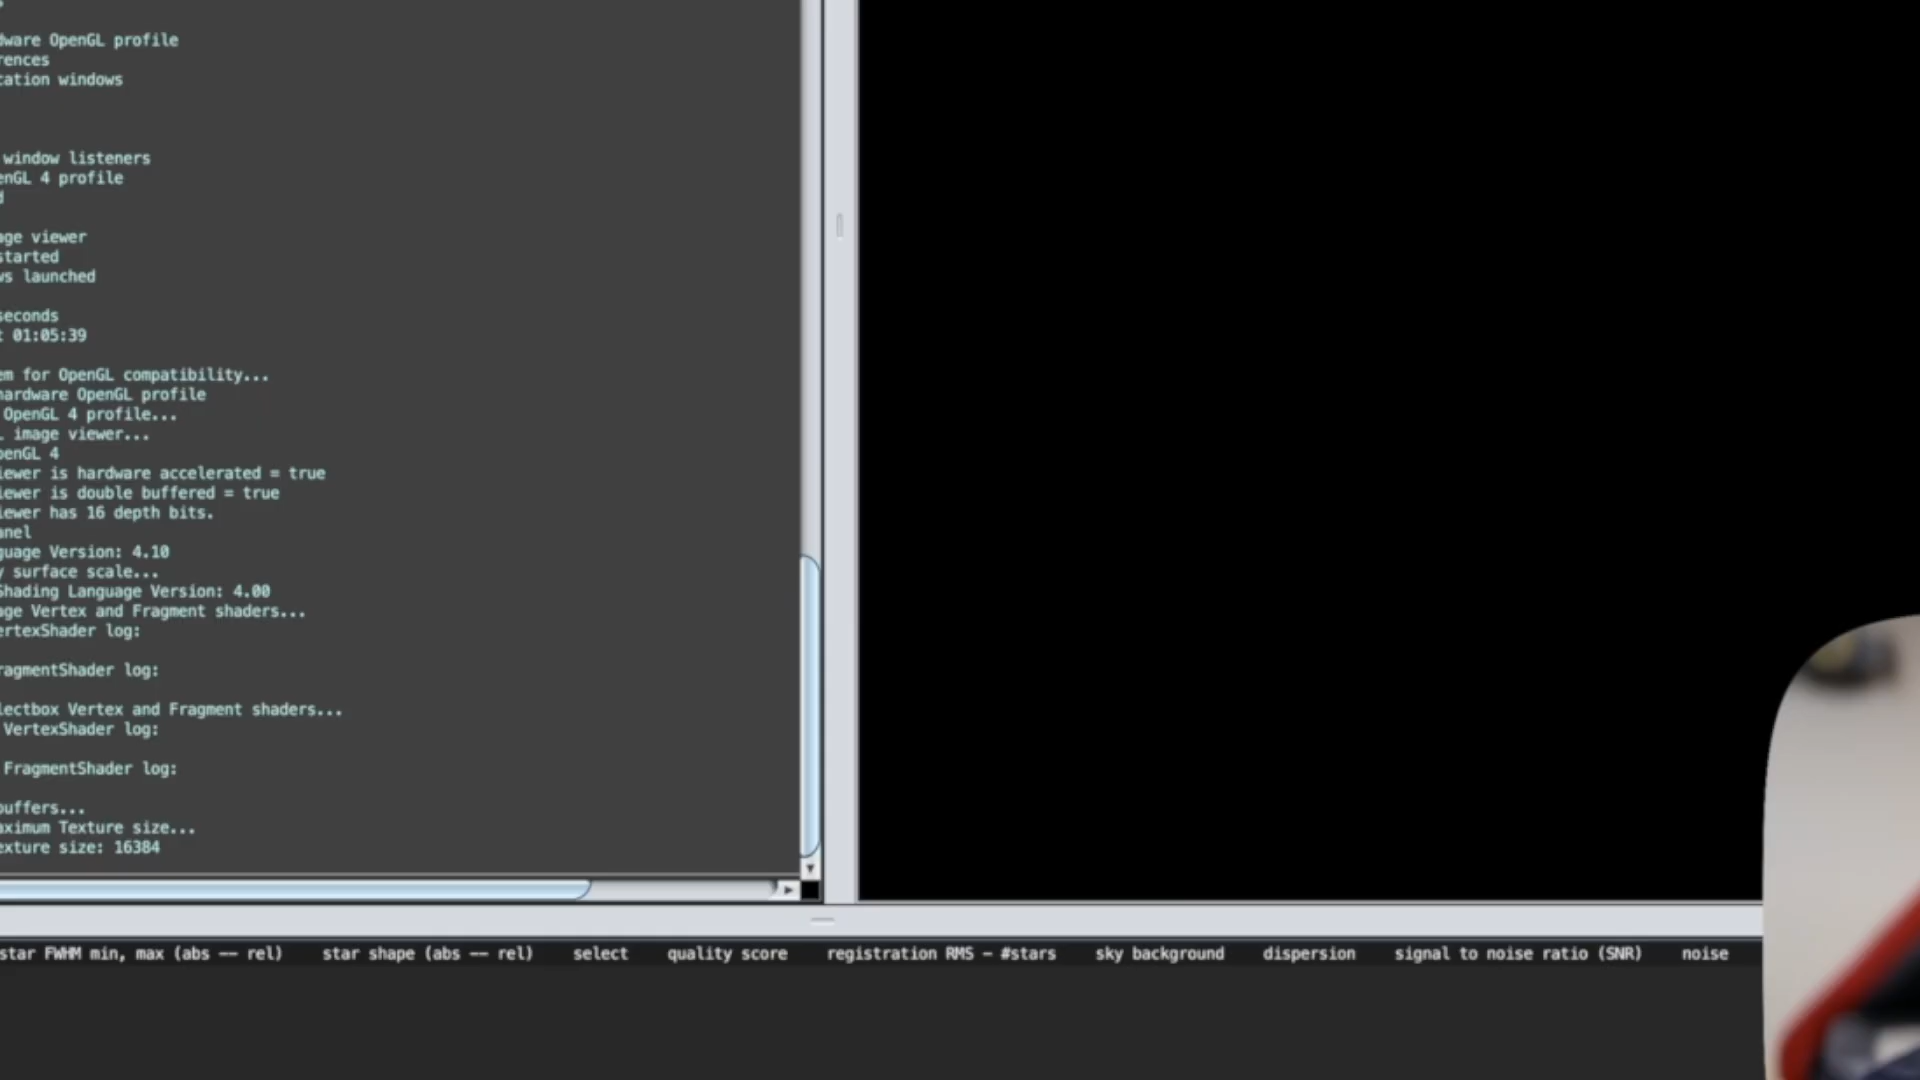 ware OpenGL profile
rences
cation windows
window listeners
enGL 4 profile
age viewer
started
ws launched
seconds
t 01:05:39
em for OpenGL compatibility...
hardware OpenGL profile
OpenGL 4 profile...
image viewer...
penGL 4
iewer is hardware accelerated = true
iewer is double buffered = true
iewer has 16 depth bits.
anel
guage Version: 4.10
y surface scale...
Shading Language Version: 4.00
age Vertex and Fragment shaders...
ertexShader log:
ragmentShader log:
lectbox Vertex and Fragment shaders...
VertexShader log:
FragmentShader log:
buffers...
aximum Texture size...
exture size: 16384
star FWHM min, max (abs -- rel) star shape (abs -- rel) select quality score registration RMS - #stars sky background dispersion signal to noise ratio (SNR) noise